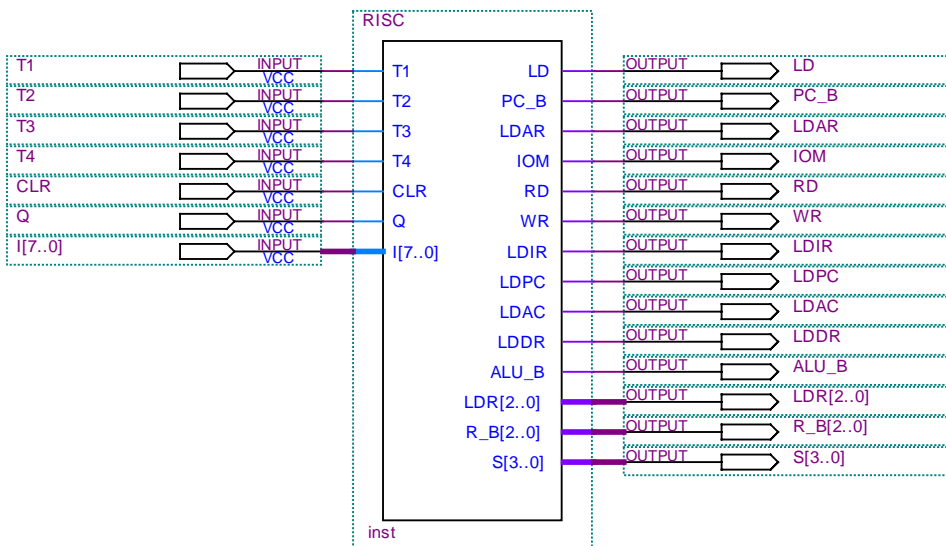 RISC
T1 INPUT VCC T1 LD OUTPUT LD
T2 INPUT VCC T2 PC_B OUTPUT PC_B
T3 INPUT VCC T3 LDAR OUTPUT LDAR
T4 INPUT VCC T4 IOM OUTPUT IOM
CLR INPUT VCC CLR RD OUTPUT RD
Q INPUT VCC Q WR OUTPUT WR
I[7..0] INPUT VCC I[7..0] LDIR OUTPUT LDIR
LDPC OUTPUT LDPC
LDAC OUTPUT LDAC
LDDR OUTPUT LDDR
ALU_B OUTPUT ALU_B
LDR[2..0] OUTPUT LDR[2..0]
R_B[2..0] OUTPUT R_B[2..0]
S[3..0] OUTPUT S[3..0]
inst